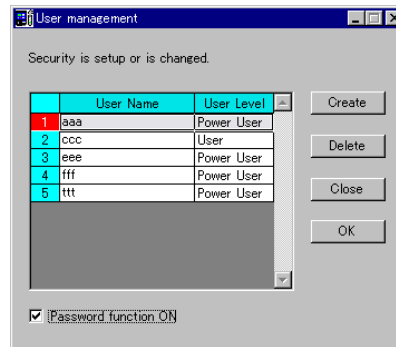 User management
Security is setup or is changed.
User Name User Level
1 aaa Power User
2 ccc User
3 eee Power User
4 fff Power User
5 ttt Power User
Create
Delete
Close
OK
Password function ON